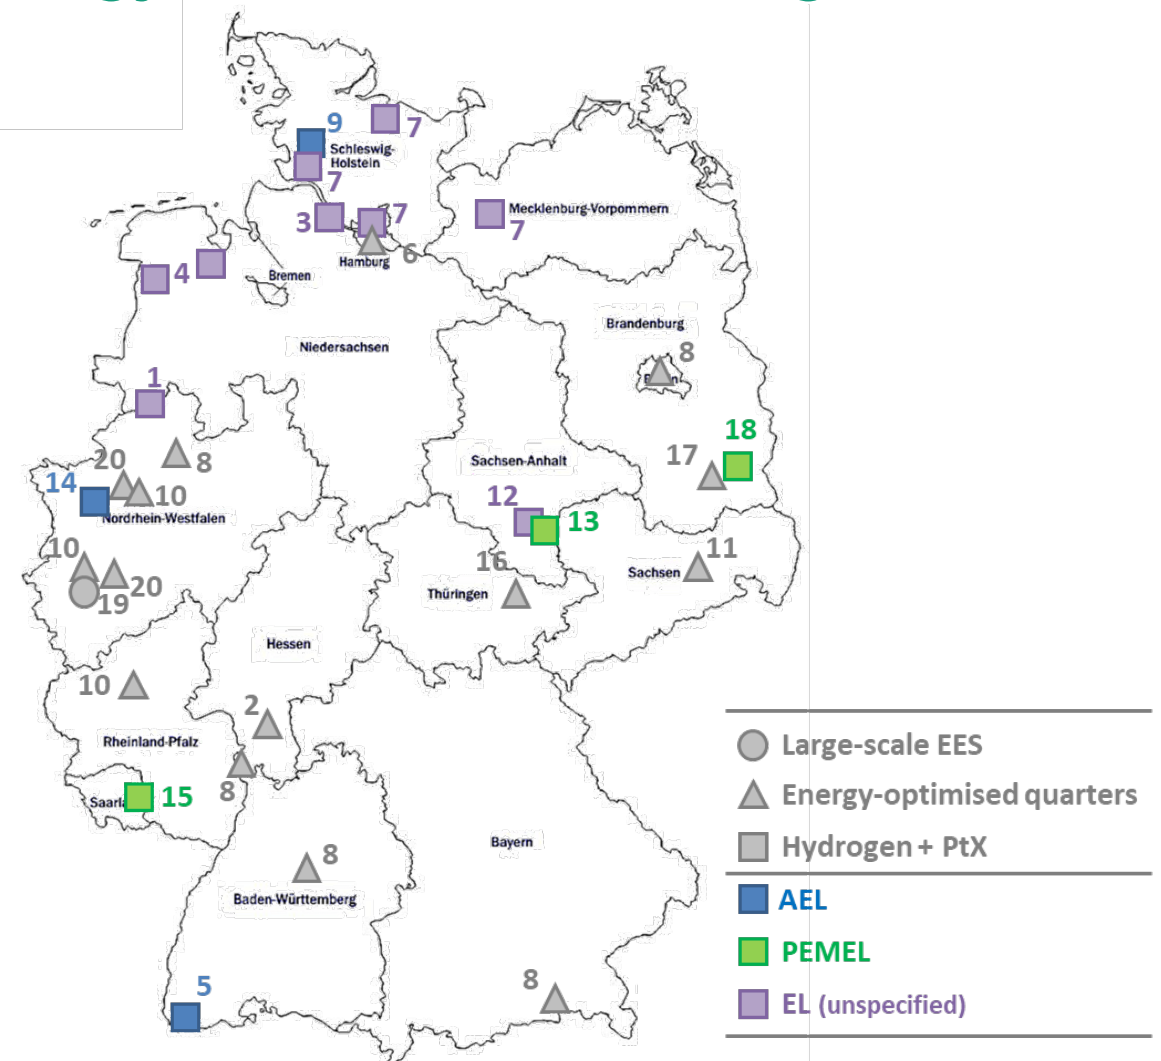 9
7
Schleswig-
Holstein
7
3
7
Mecklenburg-Vorpommern
7
6
Hamburg
4
Bremen
Brandenburg
Niedersachsen
8
1
18
17
20
8
Sachsen-Anhalt
14
10
12
13
Nordrhein-Westfalen
10
11
16
Sachsen
20
19
Thüringen
Hessen
10
2
Rheinland-Pfalz
Large-scale EES
8
Energy-optimised quarters
15
Bayern
Hydrogen + PtX
8
Baden-Württemberg
AEL
PEMEL
8
5
EL (unspecified)